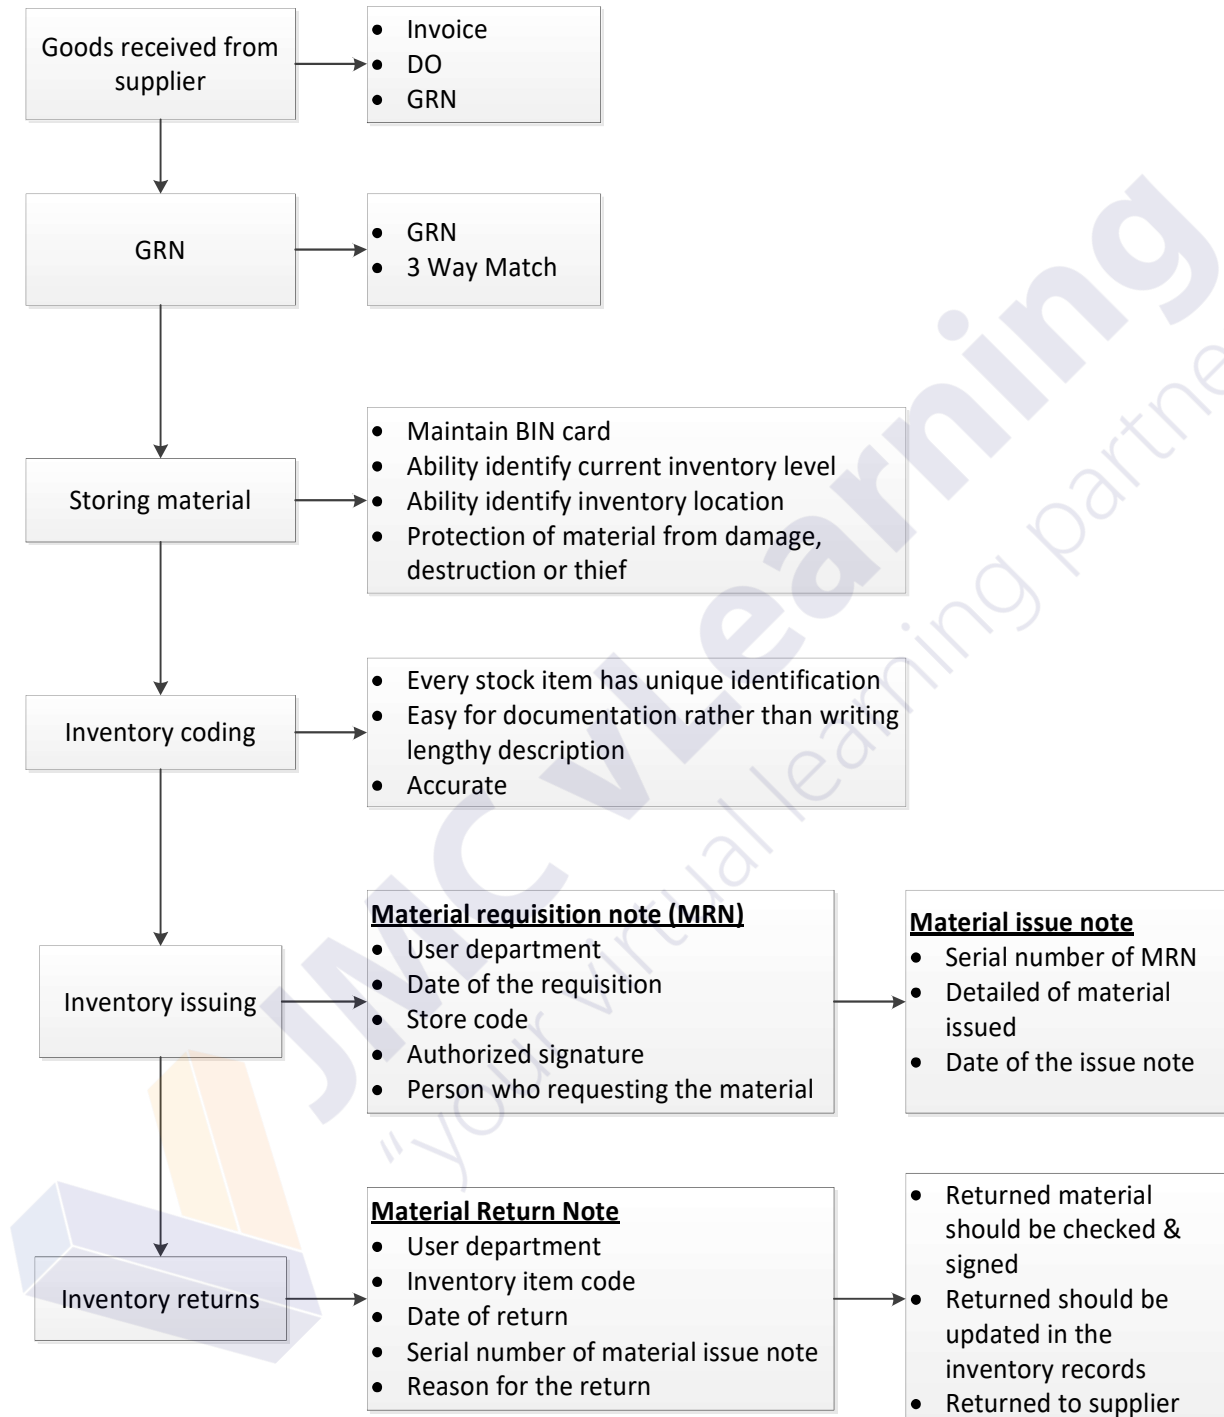 Goods received from
supplier
• Invoice
• DO
• GRN
GRN
• GRN
• 3 Way Match
Storing material
• Maintain BIN card
• Ability identify current inventory level
• Ability identify inventory location
• Protection of material from damage,
destruction or thief
Inventory coding
• Every stock item has unique identification
• Easy for documentation rather than writing
lengthy description
• Accurate
Inventory issuing
Material requisition note (MRN)
• User department
• Date of the requisition
• Store code
• Authorized signature
• Person who requesting the material
Material issue note
• Serial number of MRN
• Detailed of material
issued
• Date of the issue note
Inventory returns
Material Return Note
• User department
• Inventory item code
• Date of return
• Serial number of material issue note
• Reason for the return
• Returned material
should be checked &
signed
• Returned should be
updated in the
inventory records
• Returned to supplier
JMC vLearning
"your virtual learning partne